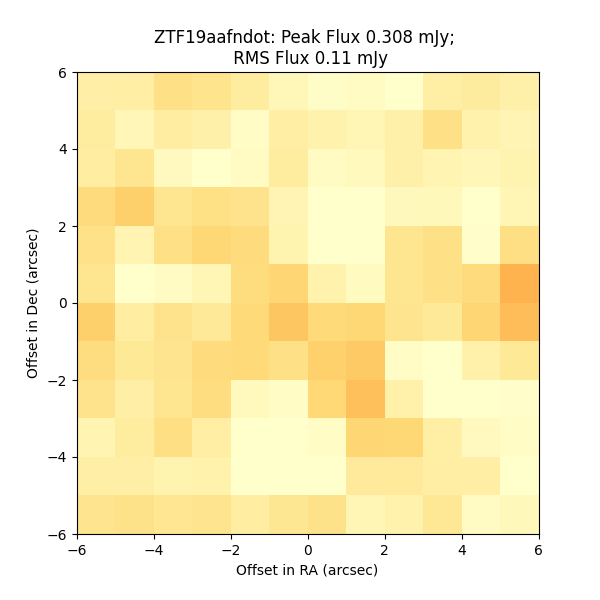 ZTF19aafndot: Peak Flux 0.308 mJy;
RMS Flux 0.11 mJy
6
4
2
0
−2
−4
−6
Offset in Dec (arcsec)
−6 −4 −2 0 2 4 6
Offset in RA (arcsec)